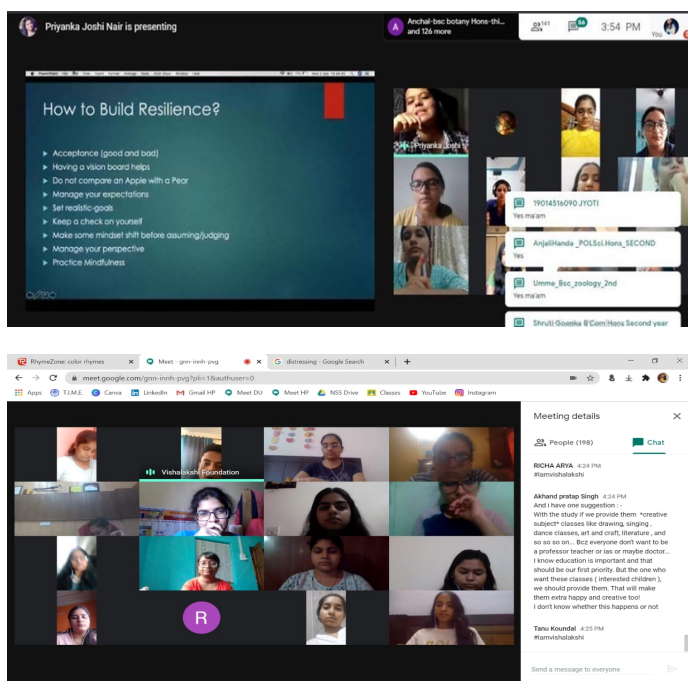 Priyanka Joshi Nair is presenting
A
Anchal-bsc botany Hons-thi...
and 126 more
141
56
3:54 PM
You
How to Build Resilience?
Acceptance (good and bad)
Having a vision board helps
Do not compare an Apple with a Pear
Manage your expectations
Set realistic-goals
Keep a check on yourself
Make some mindset shift before assuming/judging
Manage your perspective
Practice Mindfulness
Priyanka Joshi
19014516090 JYOTI
Yes ma'am
AnjaliHanda _POLSci.Hons_SECOND
Yes
Umme_Bsc_zoology_2nd
Yes ma'am
Shruti Goenka B'Com Hons Second year
RhymeZone: color rhymes
Meet - gnn-innh-pvg
distressing - Google Search
meet.google.com/gnn-innh-pvg?pli=1&authuser=0
Apps T.I.M.E. Canva LinkedIn Gmail HP Meet DU Meet HP NSS Drive Classes YouTube Instagram
Vishalakshi Foundation
R
Meeting details
People (198)
Chat
RICHA ARYA 4:24 PM
#iamvishalakshi
Akhand pratap Singh 4:24 PM
And i have one suggestion : -
With the study if we provide them *creative
subject* classes like drawing, singing ,
dance classes, art and craft, literature , and
so so so on... Bcz everyone don't want to be
a professor teacher or ias or maybe doctor...
I know education is important and that
should be our first priority. But the one who
want these classes ( interested children ),
we should provide them. That will make
them extra happy and creative too!
I don't know whether this happens or not
Tanu Koundal 4:25 PM
#iamvishalakshi
Send a message to everyone